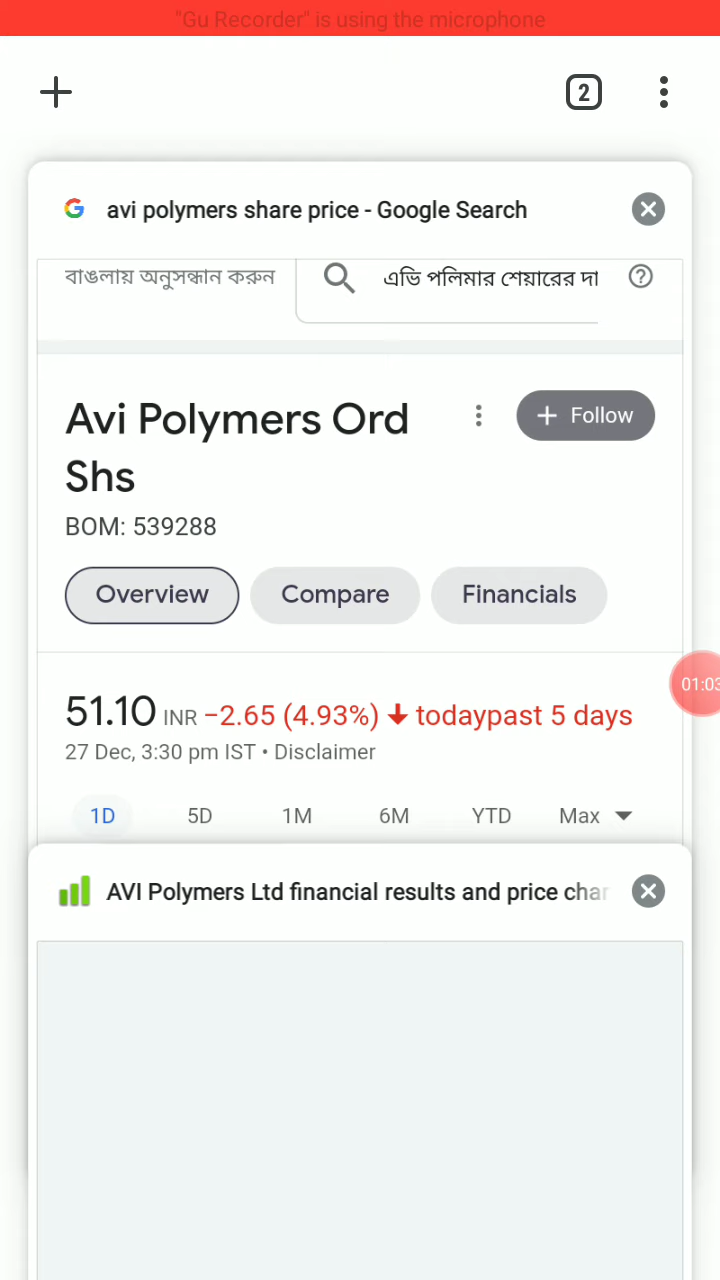 "Gu Recorder" is using the microphone
2
avi polymers share price - Google Search
বাঙলায় অনুসন্ধান করুন
এভি পলিমার শেয়ারের দা
Avi Polymers Ord
Follow
Shs
BOM: 539288
Overview Compare Financials
51.10 INR −2.65 (4.93%) todaypast 5 days
01:03
27 Dec, 3:30 pm IST • Disclaimer
1D 5D 1M 6M YTD Max
AVI Polymers Ltd financial results and price char